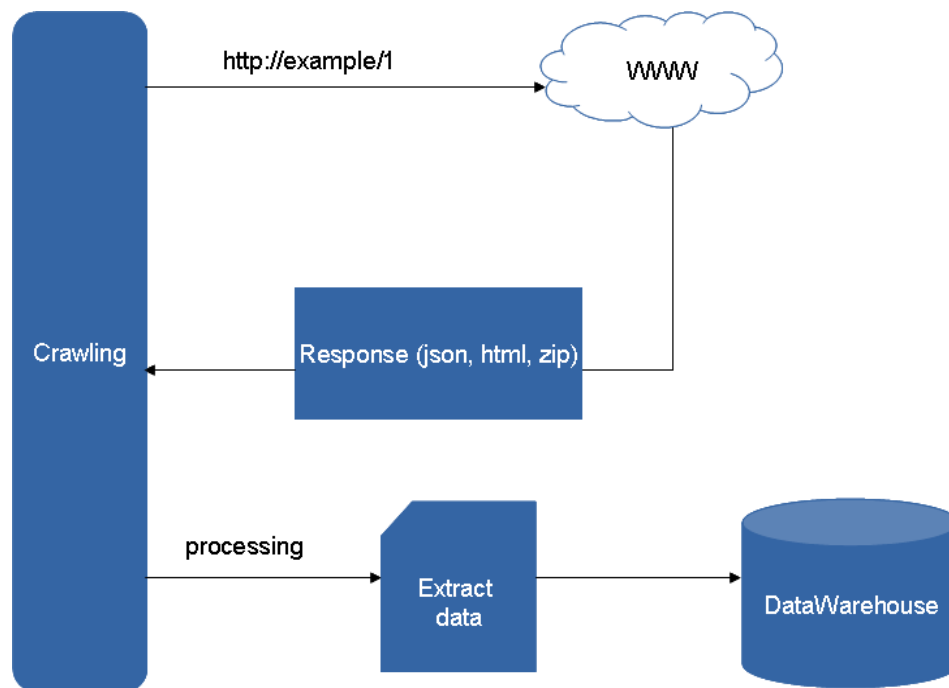 http://example/1
WWW
Crawling
Response (json, html, zip)
processing
Extract
data
DataWarehouse